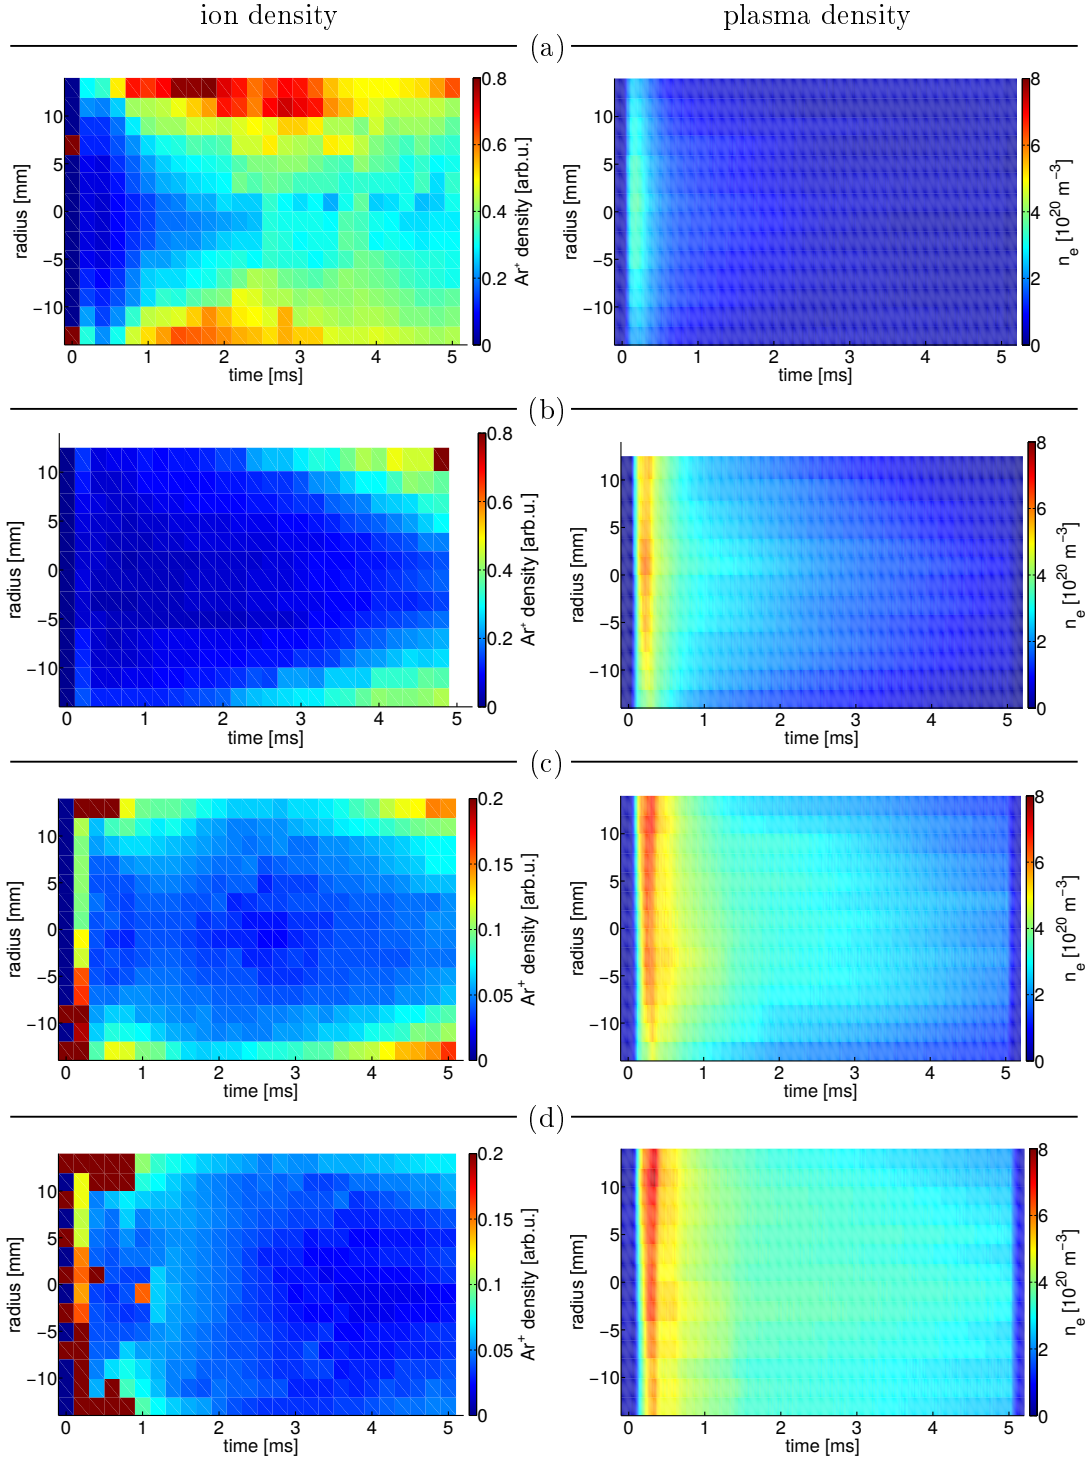 ion density
plasma density
(a)
radius [mm]
10
5
0
−5
−10
0 1 2 3 4 5
time [ms]
0.8
0.6
0.4
0.2
0
Ar+ density [arb.u.]
radius [mm]
10
5
0
−5
−10
0 1 2 3 4 5
time [ms]
8
6
4
2
0
n_e [10^20 m^−3]
(b)
radius [mm]
10
5
0
−5
−10
0 1 2 3 4 5
time [ms]
0.8
0.6
0.4
0.2
0
Ar+ density [arb.u.]
radius [mm]
10
5
0
−5
−10
0 1 2 3 4 5
time [ms]
8
6
4
2
0
n_e [10^20 m^−3]
(c)
radius [mm]
10
5
0
−5
−10
0 1 2 3 4 5
time [ms]
0.2
0.15
0.1
0.05
0
Ar+ density [arb.u.]
radius [mm]
10
5
0
−5
−10
0 1 2 3 4 5
time [ms]
8
6
4
2
0
n_e [10^20 m^−3]
(d)
radius [mm]
10
5
0
−5
−10
0 1 2 3 4 5
time [ms]
0.2
0.15
0.1
0.05
0
Ar+ density [arb.u.]
radius [mm]
10
5
0
−5
−10
0 1 2 3 4 5
time [ms]
8
6
4
2
0
n_e [10^20 m^−3]